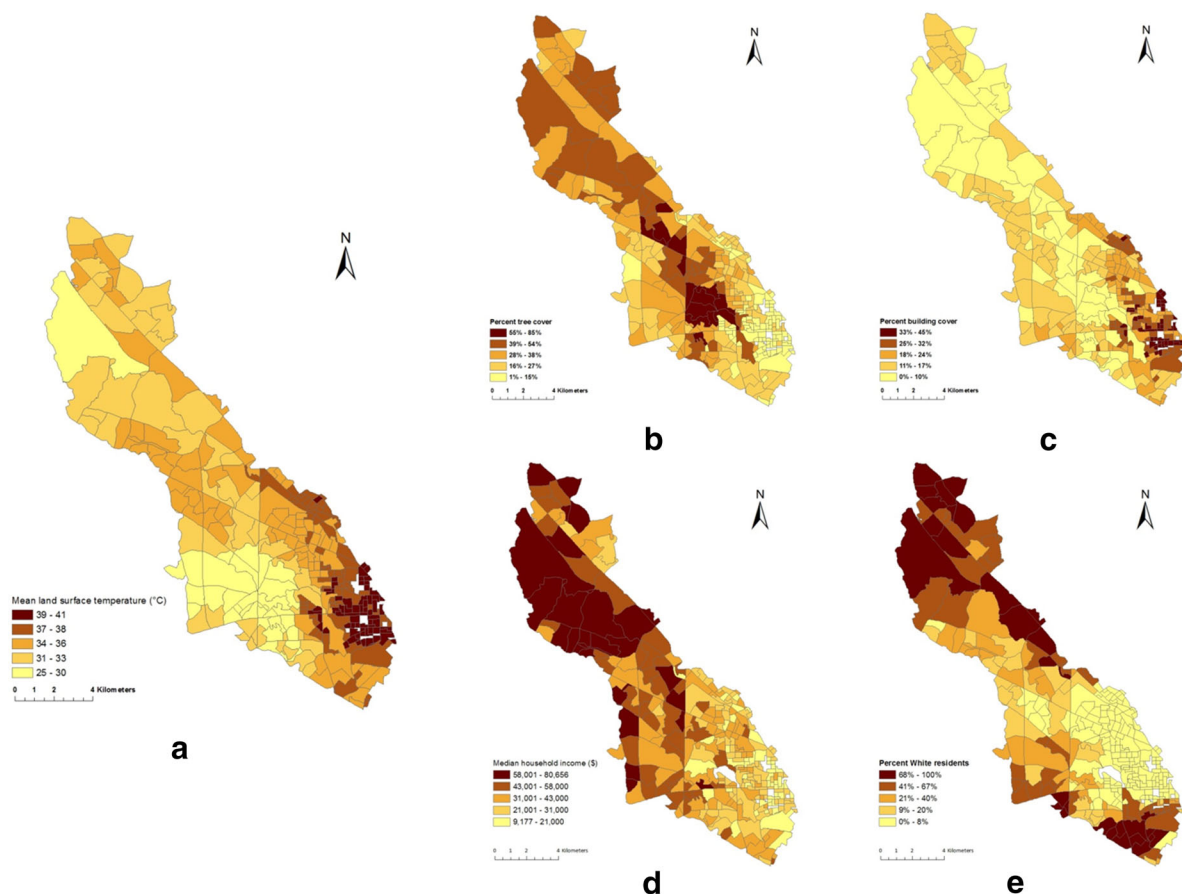 N
Mean land surface temperature (°C)
39 - 41
37 - 38
34 - 36
31 - 33
25 - 30
0 1 2 4 Kilometers
a
N
Percent tree cover
55% - 85%
39% - 54%
28% - 38%
16% - 27%
1% - 15%
0 1 2 4 Kilometers
b
N
Percent building cover
33% - 45%
25% - 32%
18% - 24%
11% - 17%
0% - 10%
0 1 2 4 Kilometers
c
N
Median household income ($)
58,001 - 80,656
43,001 - 58,000
31,001 - 43,000
21,001 - 31,000
9,177 - 21,000
0 1 2 4 Kilometers
d
N
Percent White residents
68% - 100%
41% - 67%
21% - 40%
9% - 20%
0% - 8%
0 1 2 4 Kilometers
e